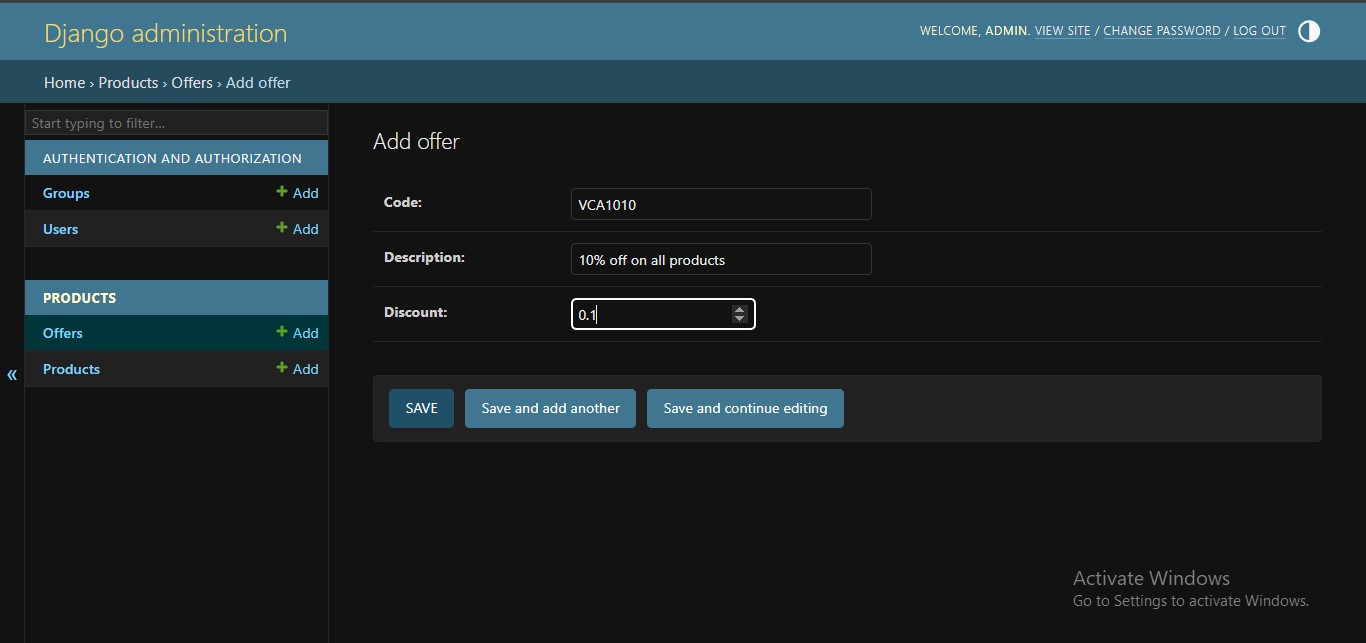 Django administration
WELCOME, ADMIN. VIEW SITE / CHANGE PASSWORD / LOG OUT
Home › Products › Offers › Add offer
Start typing to filter...
AUTHENTICATION AND AUTHORIZATION
Groups + Add
Users + Add
PRODUCTS
Offers + Add
Products + Add
«
Add offer
Code: VCA1010
Description: 10% off on all products
Discount: 0.1
SAVE Save and add another Save and continue editing
Activate Windows
Go to Settings to activate Windows.